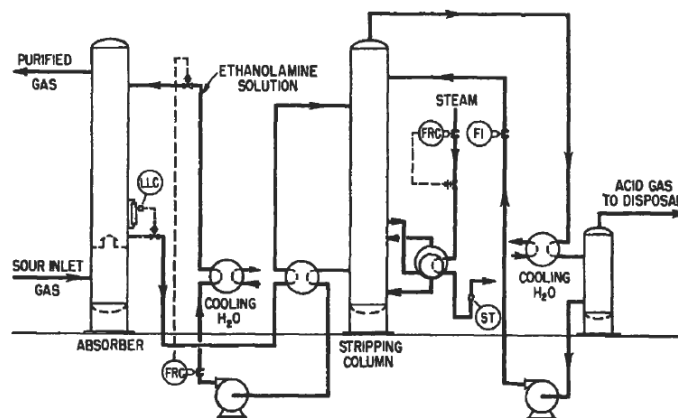 PURIFIED
GAS
ETHANOLAMINE
SOLUTION
STEAM
FRC
FI
LLC
ACID GAS
TO DISPOSAL
SOUR INLET
GAS
COOLING
H₂O
COOLING
H₂O
ST
ABSORBER
STRIPPING
COLUMN
FRC